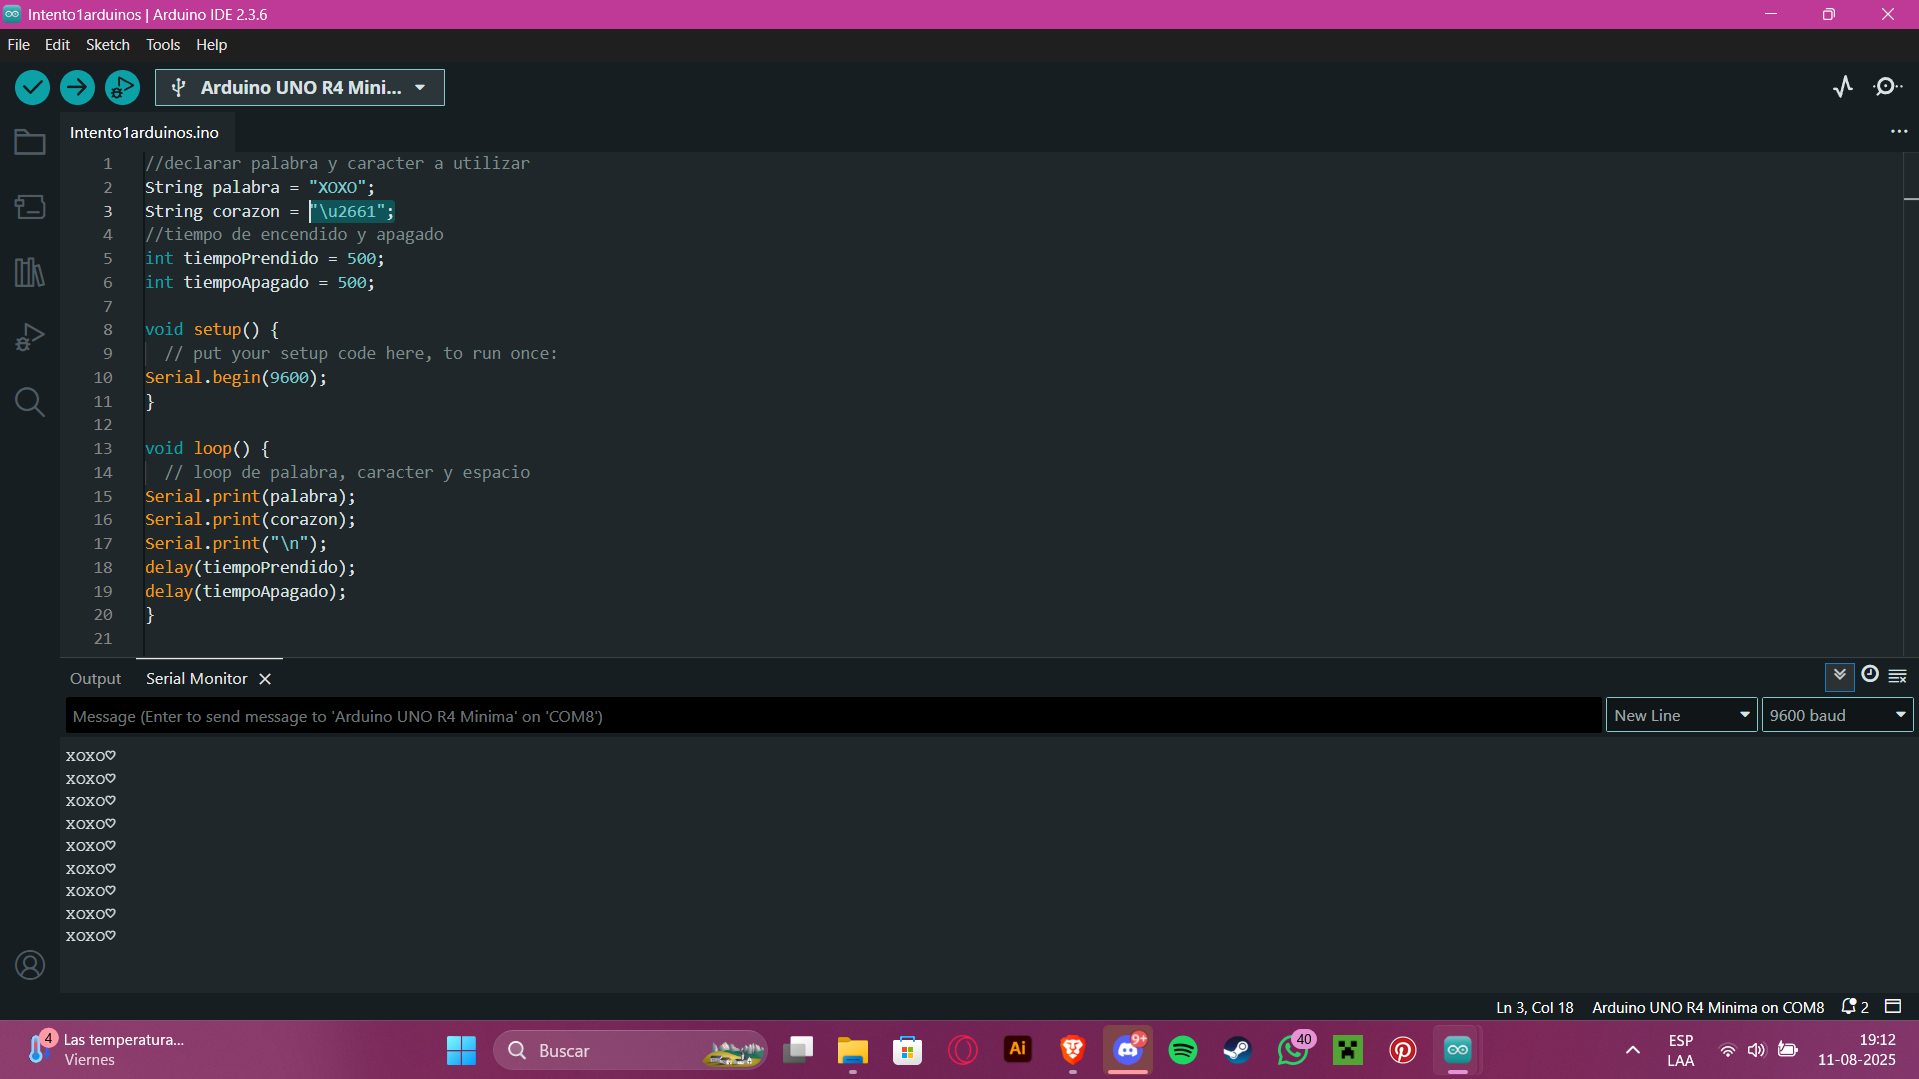 Intento1arduinos | Arduino IDE 2.3.6
File Edit Sketch Tools Help
Arduino UNO R4 Mini...
Intento1arduinos.ino
1 //declarar palabra y caracter a utilizar
2 String palabra = "XOXO";
3 String corazon = "\u2661";
4 //tiempo de encendido y apagado
5 int tiempoPrendido = 500;
6 int tiempoApagado = 500;
7
8 void setup() {
9 // put your setup code here, to run once:
10 Serial.begin(9600);
11 }
12
13 void loop() {
14 // loop de palabra, caracter y espacio
15 Serial.print(palabra);
16 Serial.print(corazon);
17 Serial.print("\n");
18 delay(tiempoPrendido);
19 delay(tiempoApagado);
20 }
21
Output Serial Monitor
Message (Enter to send message to 'Arduino UNO R4 Minima' on 'COM8') New Line 9600 baud
XOXO♡
XOXO♡
XOXO♡
XOXO♡
XOXO♡
XOXO♡
XOXO♡
XOXO♡
XOXO♡
Ln 3, Col 18 Arduino UNO R4 Minima on COM8 2
4 Las temperatura...
Viernes
Buscar
Ai
9+
40
ESP
LAA
19:12
11-08-2025